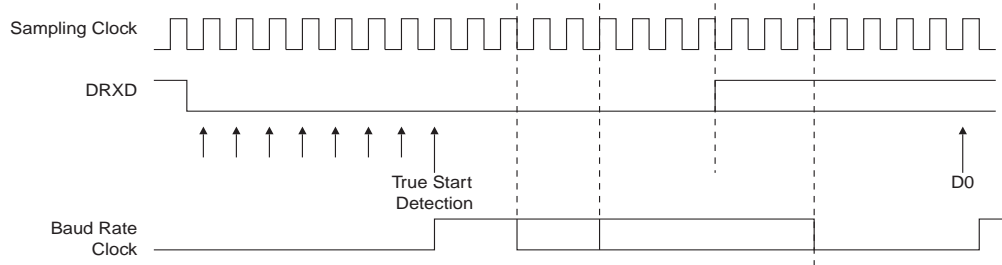 Sampling Clock
DRXD
True Start
Detection
D0
Baud Rate
Clock